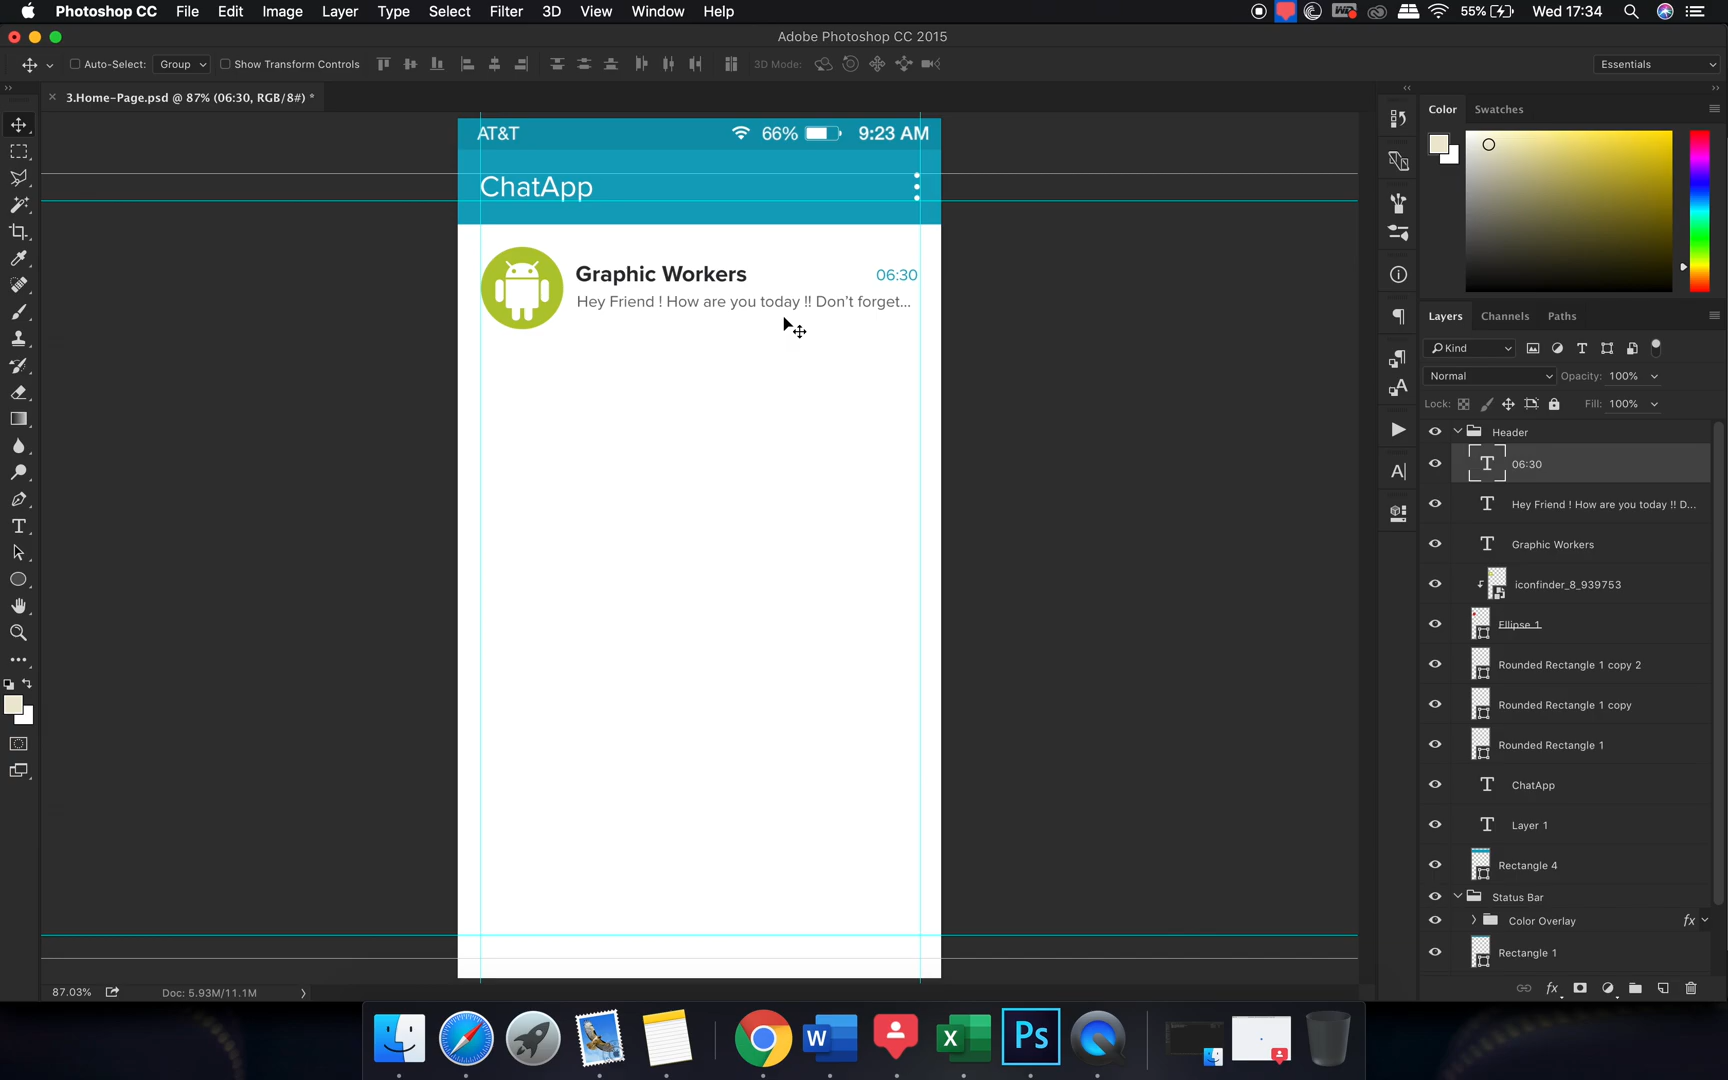 Photoshop CC File Edit Image Layer Type Select Filter 3D View Window Help 55% Wed 17:34
Adobe Photoshop CC 2015
Auto-Select: Group Show Transform Controls 3D Mode: Essentials
3.Home-Page.psd @ 87% (06:30, RGB/8#) *
AT&T 66% 9:23 AM
ChatApp
Graphic Workers 06:30
Hey Friend ! How are you today !! Don't forget...
Color Swatches
Layers Channels Paths
Kind
Normal Opacity: 100%
Lock: Fill: 100%
Header
06:30
Hey Friend ! How are you today !! D...
Graphic Workers
iconfinder_8_939753
Ellipse 1
Rounded Rectangle 1 copy 2
Rounded Rectangle 1 copy
Rounded Rectangle 1
ChatApp
Layer 1
Rectangle 4
Status Bar
Color Overlay fx
Rectangle 1
87.03% Doc: 5.93M/11.1M
fx
W X Ps